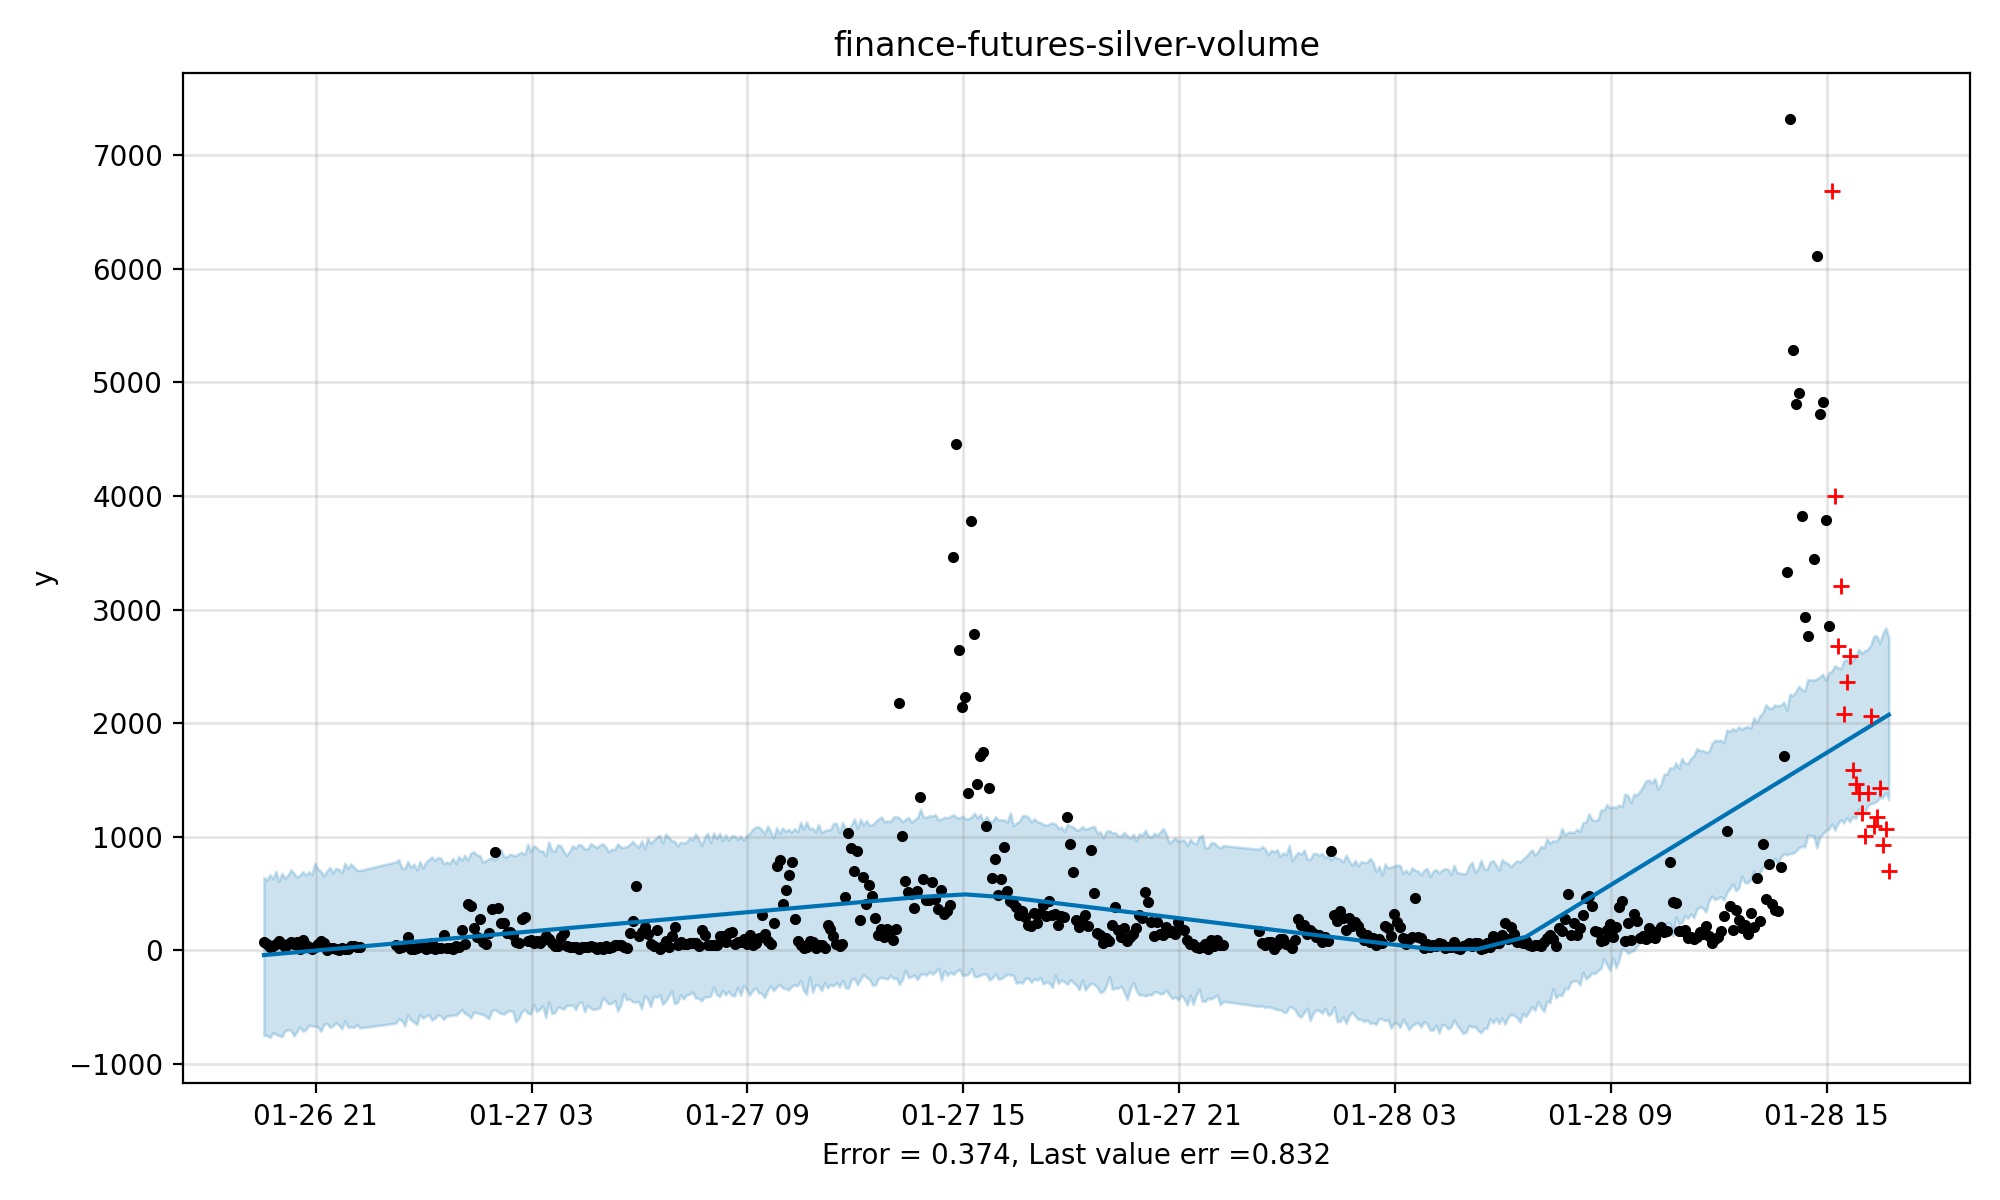 finance-futures-silver-volume
y
7000
6000
5000
4000
3000
2000
1000
0
−1000
01-26 21 01-27 03 01-27 09 01-27 15 01-27 21 01-28 03 01-28 09 01-28 15
Error = 0.374, Last value err =0.832